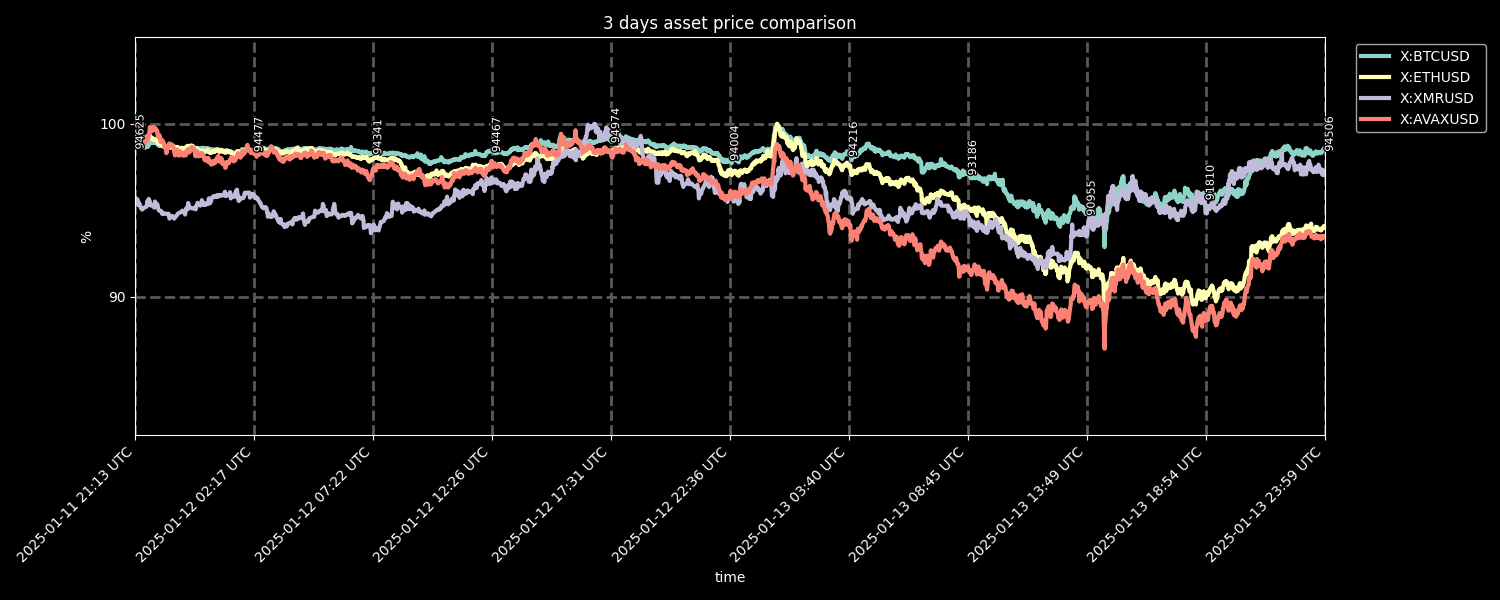 3 days asset price comparison
X:BTCUSD
X:ETHUSD
X:XMRUSD
X:AVAXUSD
100
90
%
94625
94477
94341
94467
94974
94004
94216
93186
90955
91810
94506
2025-01-11 21:13 UTC
2025-01-12 02:17 UTC
2025-01-12 07:22 UTC
2025-01-12 12:26 UTC
2025-01-12 17:31 UTC
2025-01-12 22:36 UTC
2025-01-13 03:40 UTC
2025-01-13 08:45 UTC
2025-01-13 13:49 UTC
2025-01-13 18:54 UTC
2025-01-13 23:59 UTC
time